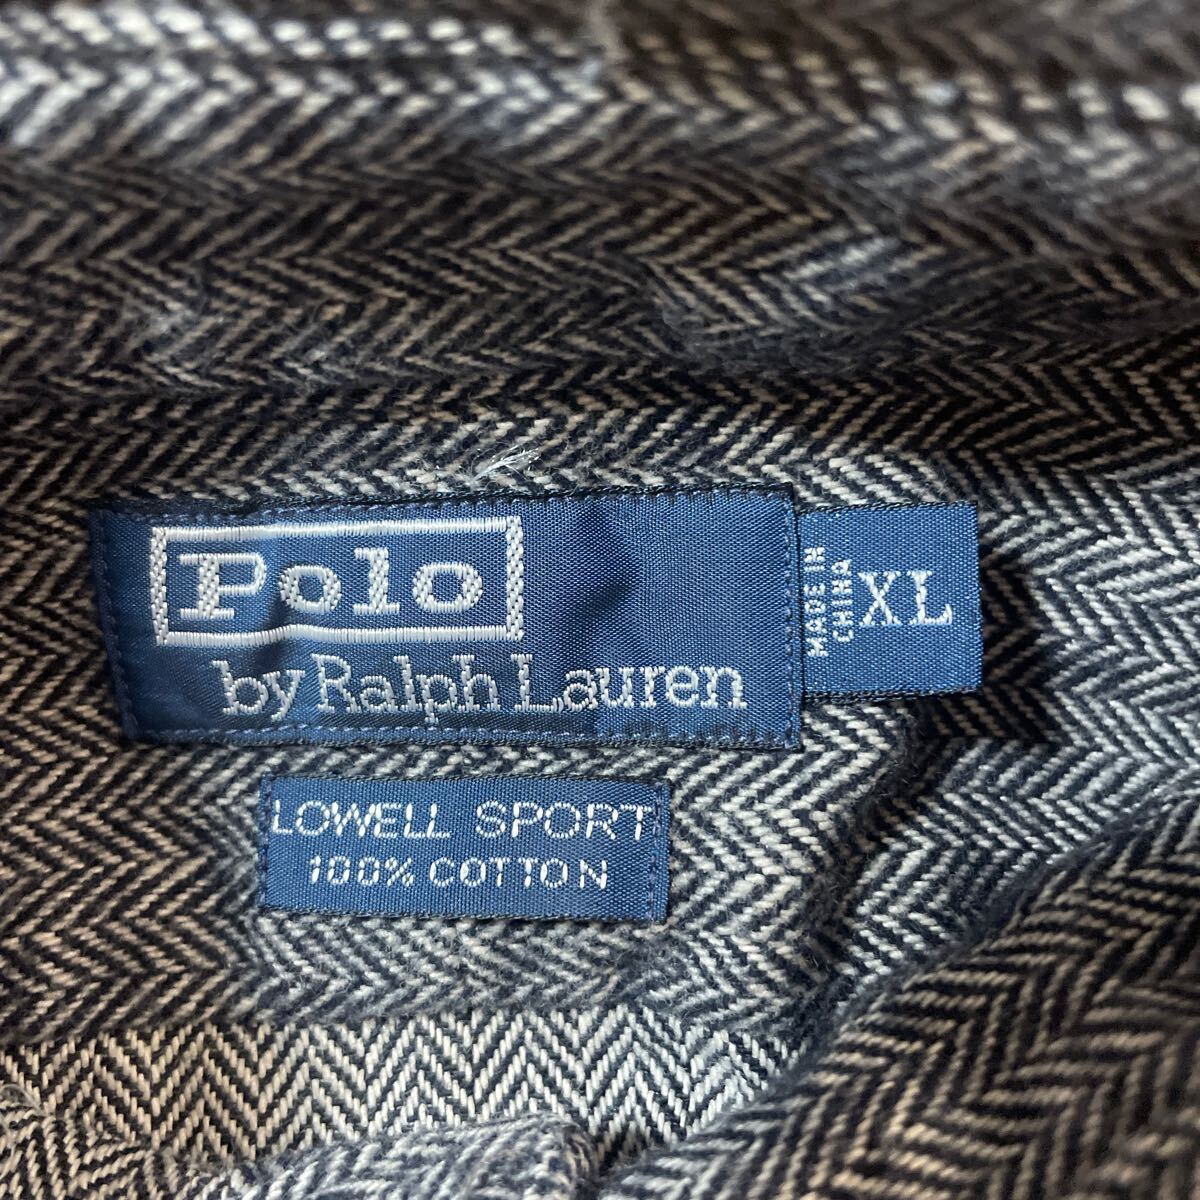 Polo
by Ralph Lauren
MADE IN
CHINA
XL
LOWELL SPORT
100% COTTON